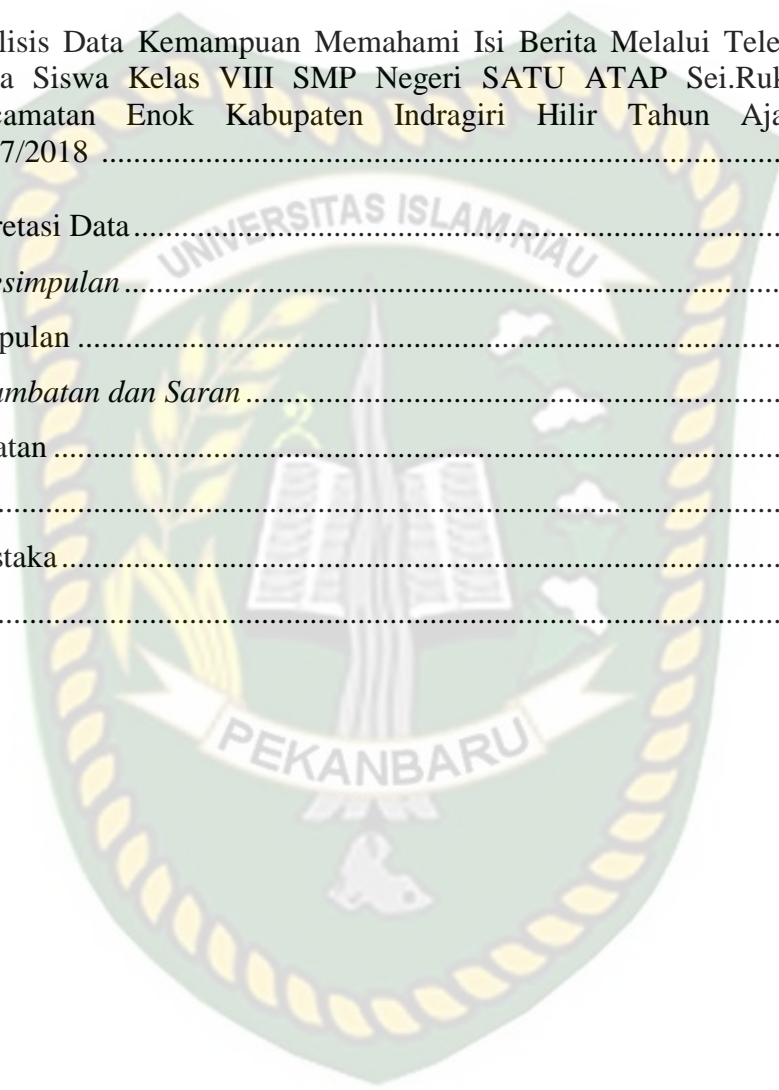 lisis Data Kemampuan Memahami Isi Berita Melalui Tele
a Siswa Kelas VIII SMP Negeri SATU ATAP Sei.Ruk
camatan Enok Kabupaten Indragiri Hilir Tahun Aja
7/2018 ..........................................................................................
retasi Data ..........................................................................................
UNIVERSITAS ISLAM RIAU
esimpulan ..........................................................................................
pulan ..........................................................................................
mbatan dan Saran ..........................................................................................
atan ..........................................................................................
..........................................................................................
staka ..........................................................................................
..........................................................................................
PEKANBARU